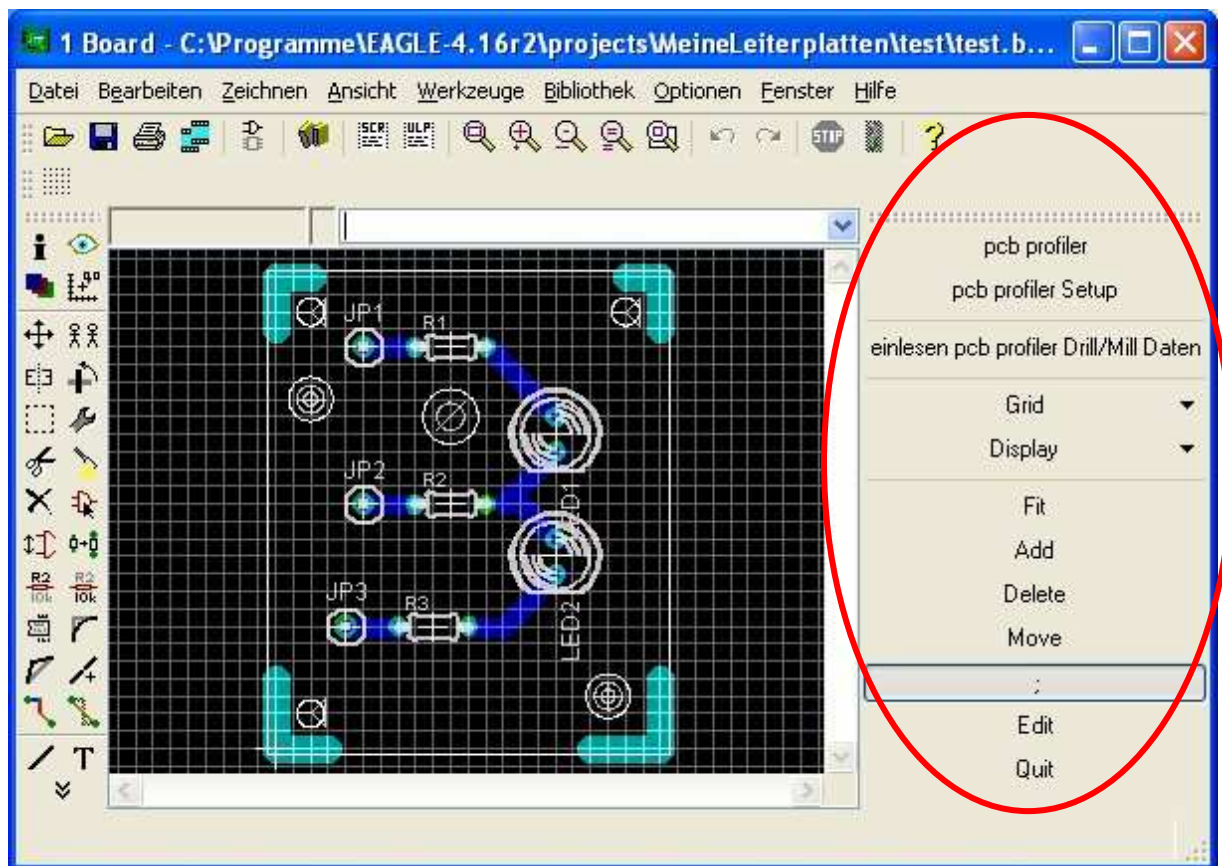 1 Board - C:\Programme\EAGLE-4.16r2\projects\MeineLeiterplatten\test\test.b...
Datei Bearbeiten Zeichnen Ansicht Werkzeuge Bibliothek Optionen Fenster Hilfe
SCR ULP STOP ?
pcb profiler
pcb profiler Setup
einlesen pcb profiler Drill/Mill Daten
Grid
Display
Fit
Add
Delete
Move
;
Edit
Quit
JP1 R1
JP2 R2
LED1
JP3 R3
LED2
R2 R2
10k 10k
T